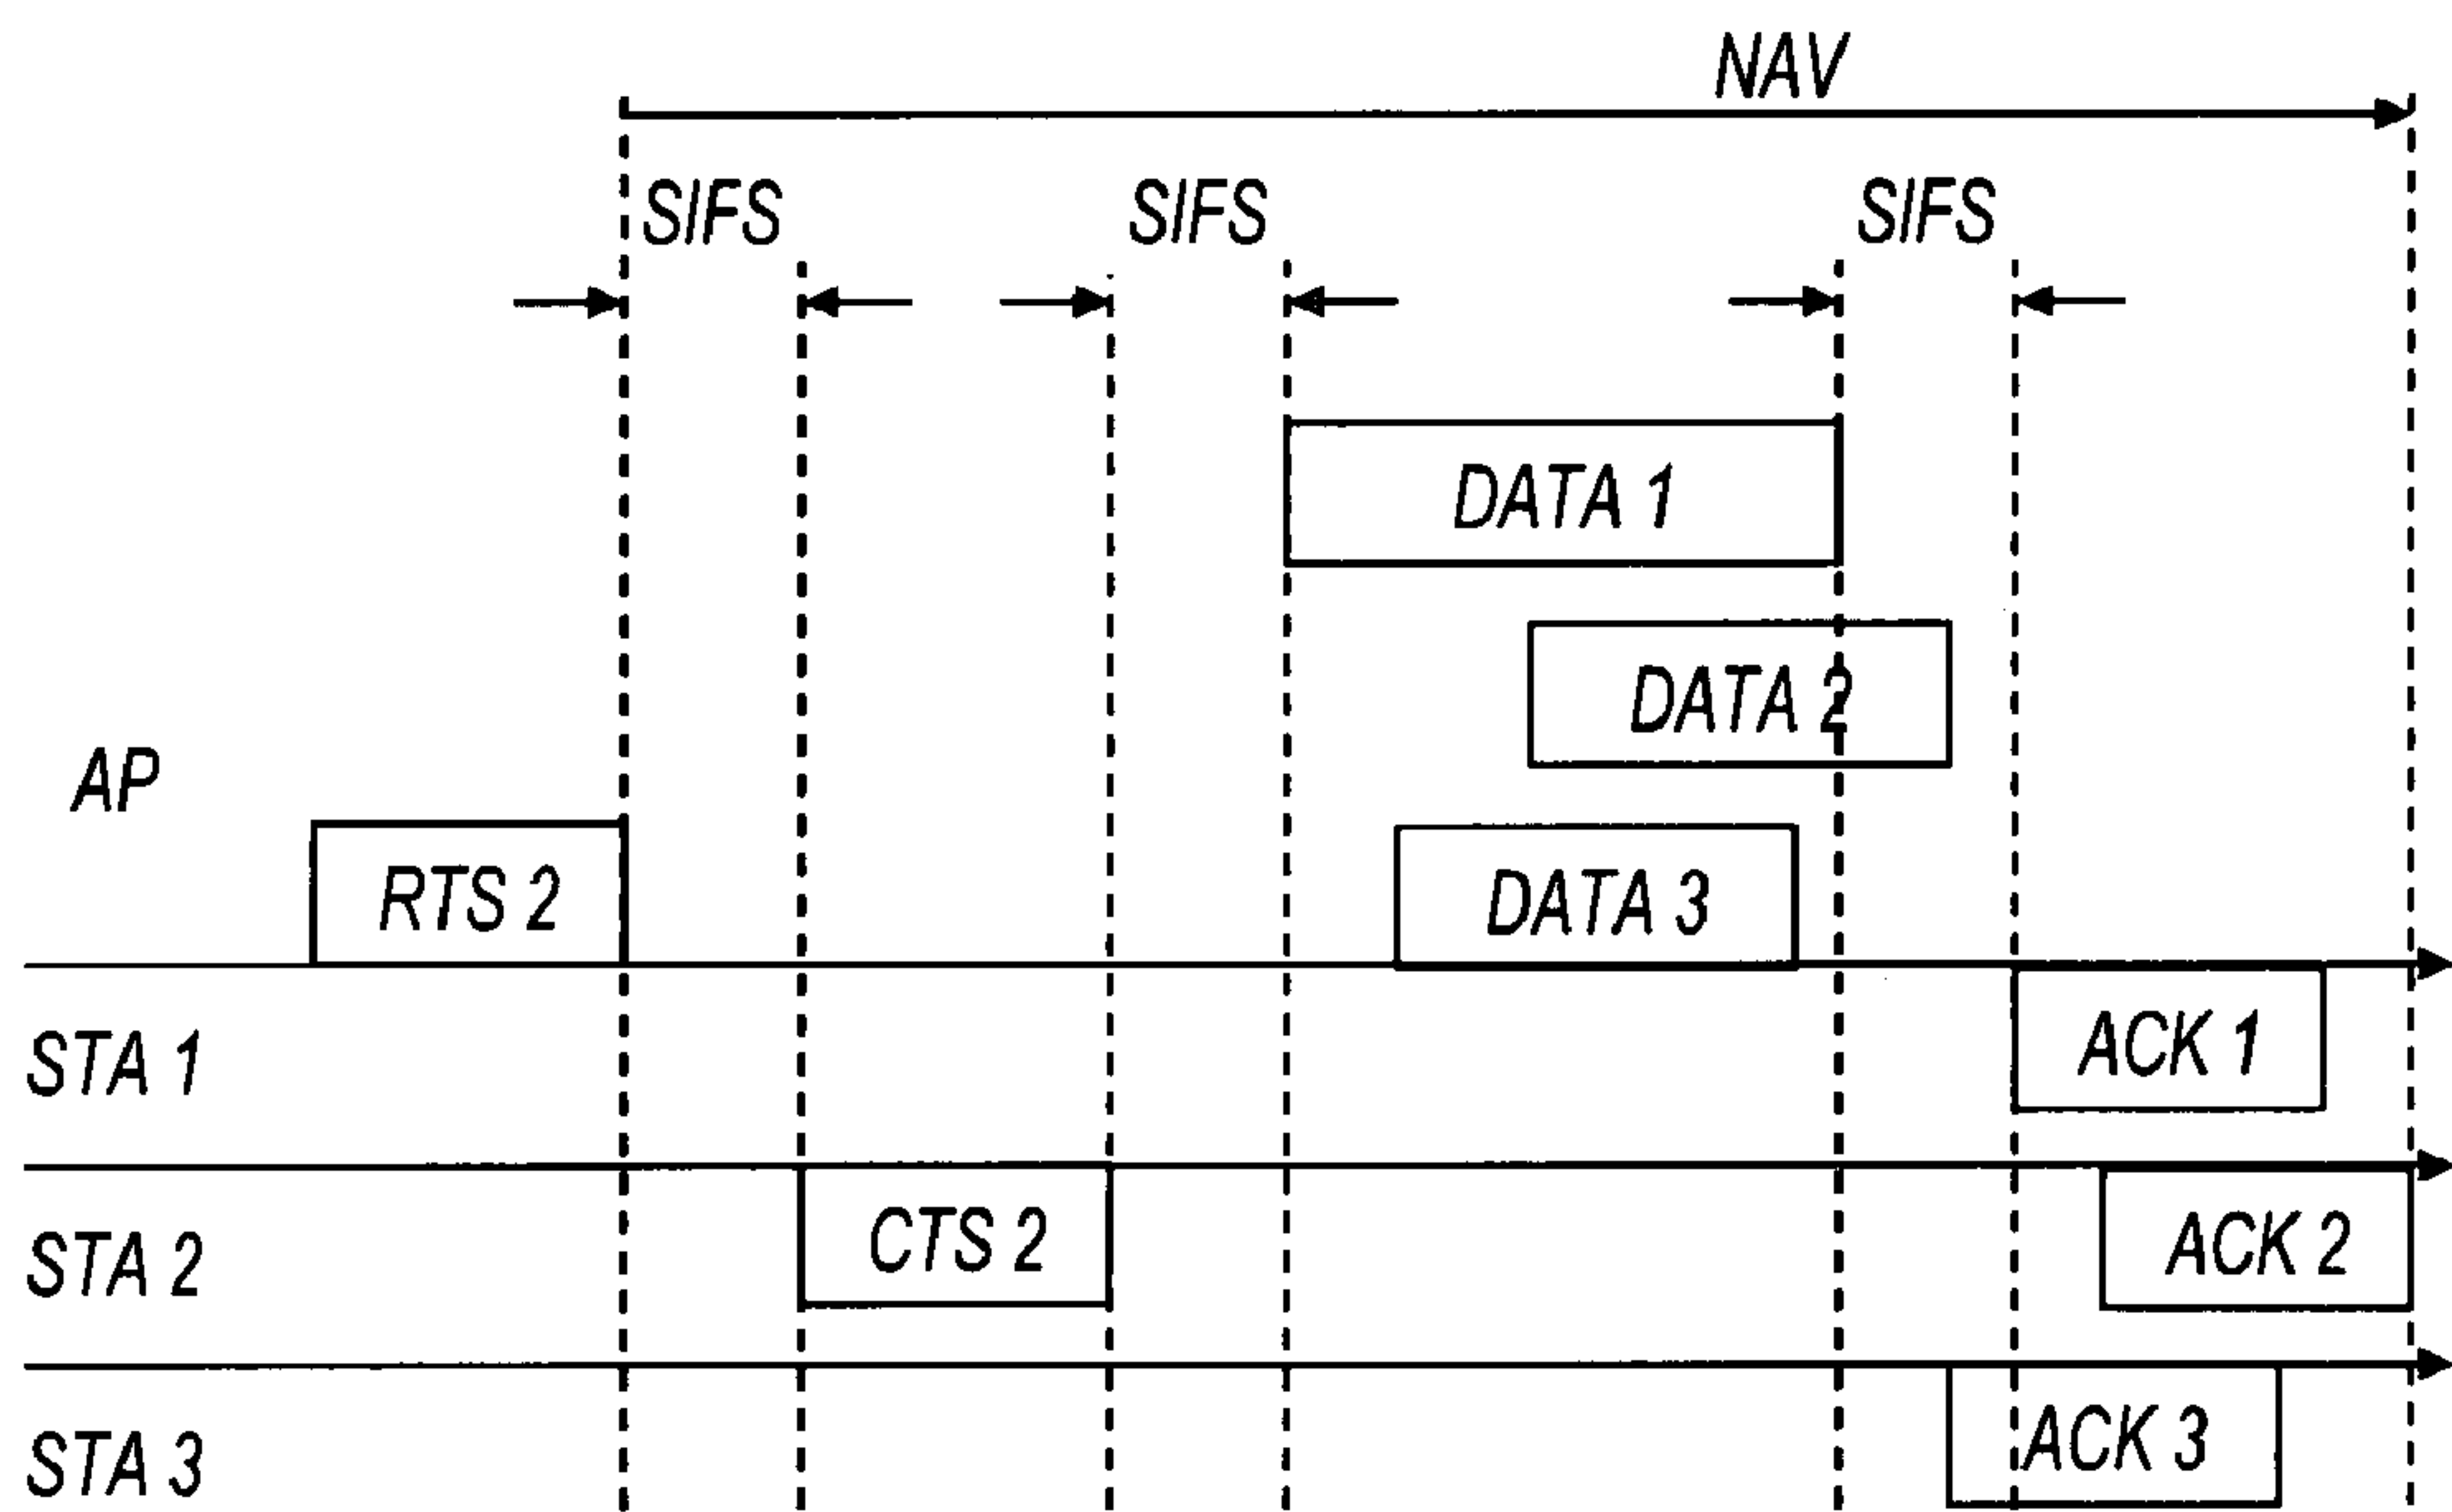 NAV
SIFS SIFS SIFS
DATA 1
DATA 2
AP
RTS 2 DATA 3
STA 1 ACK 1
STA 2 CTS 2 ACK 2
STA 3 ACK 3